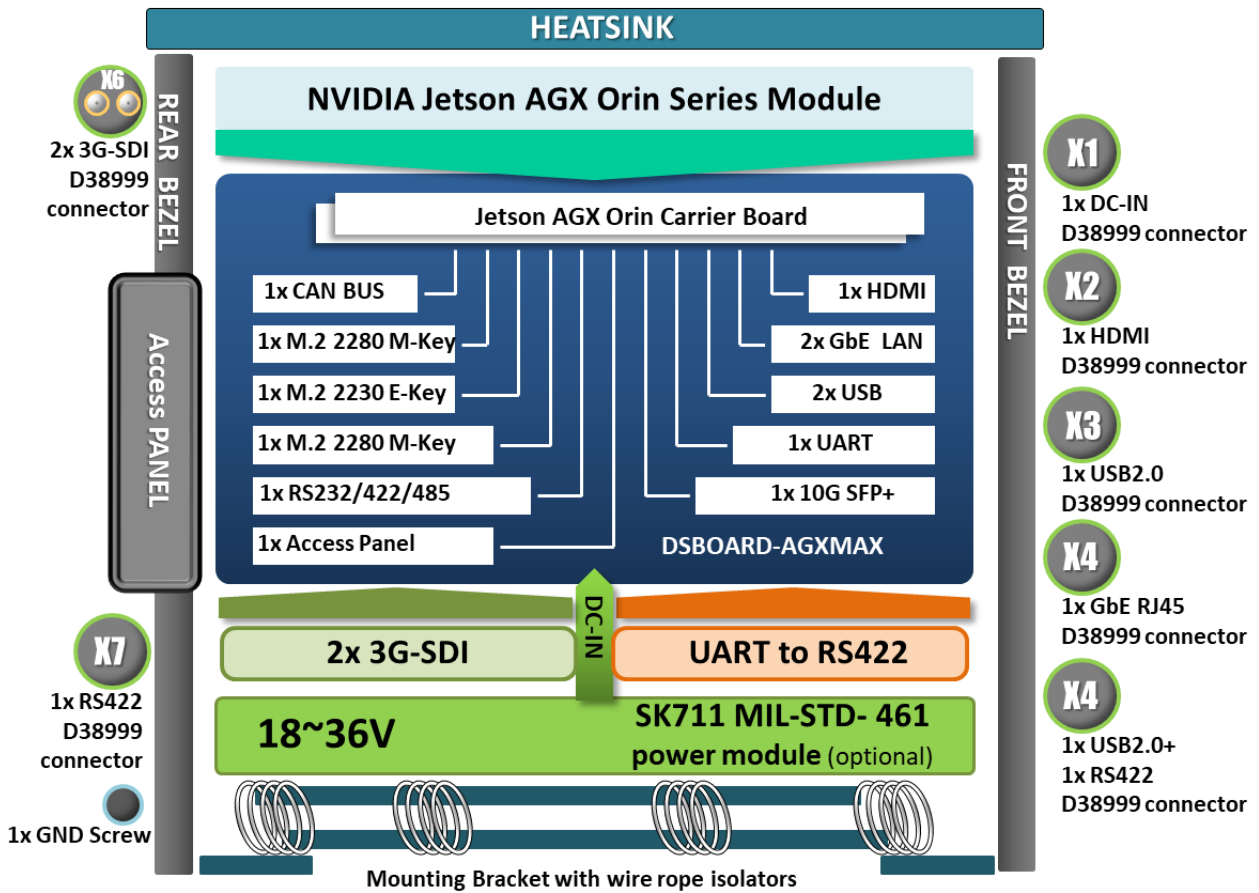 HEATSINK
X6
2x 3G-SDI
D38999
connector
REAR BEZEL
Access PANEL
X7
1x RS422
D38999
connector
1x GND Screw
NVIDIA Jetson AGX Orin Series Module
Jetson AGX Orin Carrier Board
1x CAN BUS
1x M.2 2280 M-Key
1x M.2 2230 E-Key
1x M.2 2280 M-Key
1x RS232/422/485
1x Access Panel
1x HDMI
2x GbE LAN
2x USB
1x UART
1x 10G SFP+
DSBOARD-AGXMAX
DC-IN
2x 3G-SDI
UART to RS422
18~36V
SK711 MIL-STD- 461
power module (optional)
Mounting Bracket with wire rope isolators
FRONT BEZEL
X1
1x DC-IN
D38999 connector
X2
1x HDMI
D38999 connector
X3
1x USB2.0
D38999 connector
X4
1x GbE RJ45
D38999 connector
X4
1x USB2.0+
1x RS422
D38999 connector